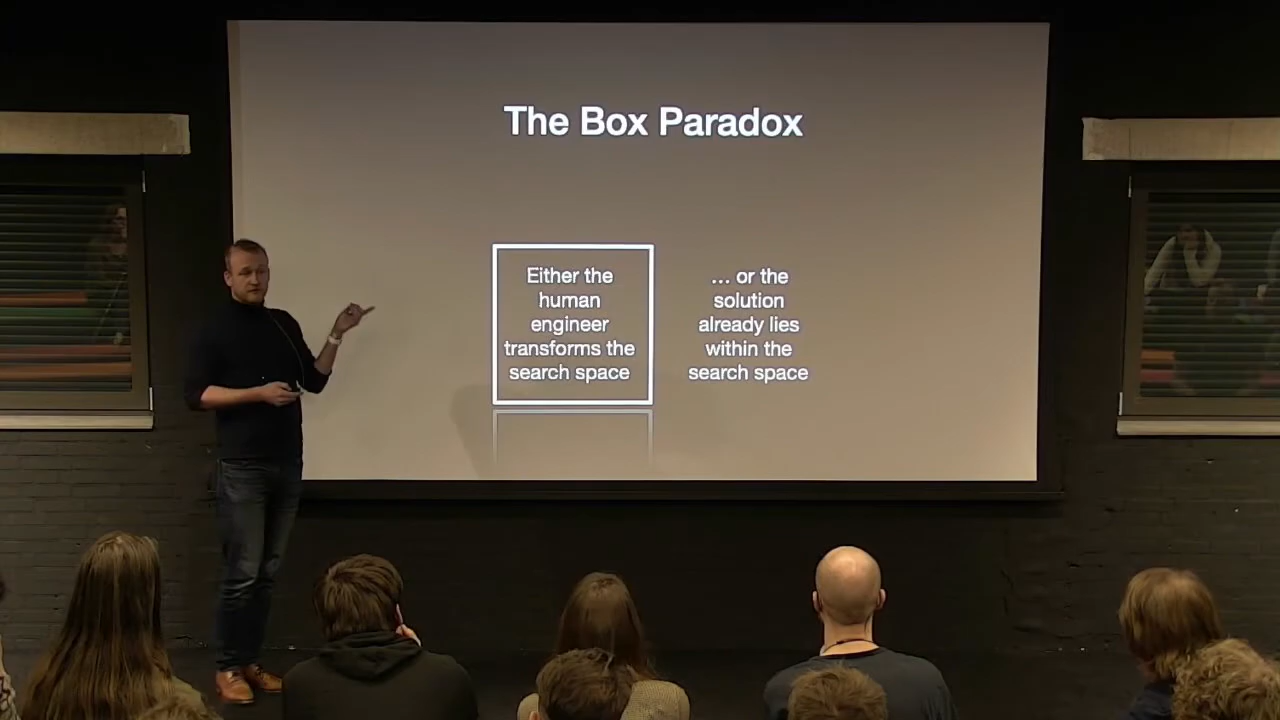 The Box Paradox
Either the
human
engineer
transforms the
search space
... or the
solution
already lies
within the
search space